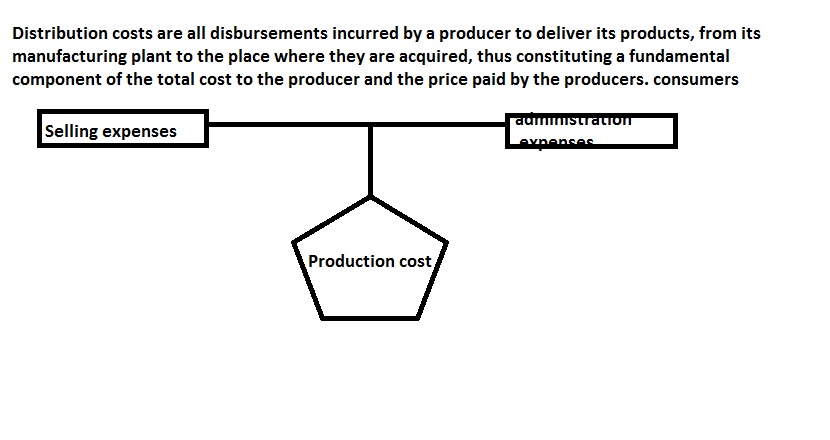 Distribution costs are all disbursements incurred by a producer to deliver its products, from its
manufacturing plant to the place where they are acquired, thus constituting a fundamental
component of the total cost to the producer and the price paid by the producers. consumers
Selling expenses
administration
expenses
Production cost